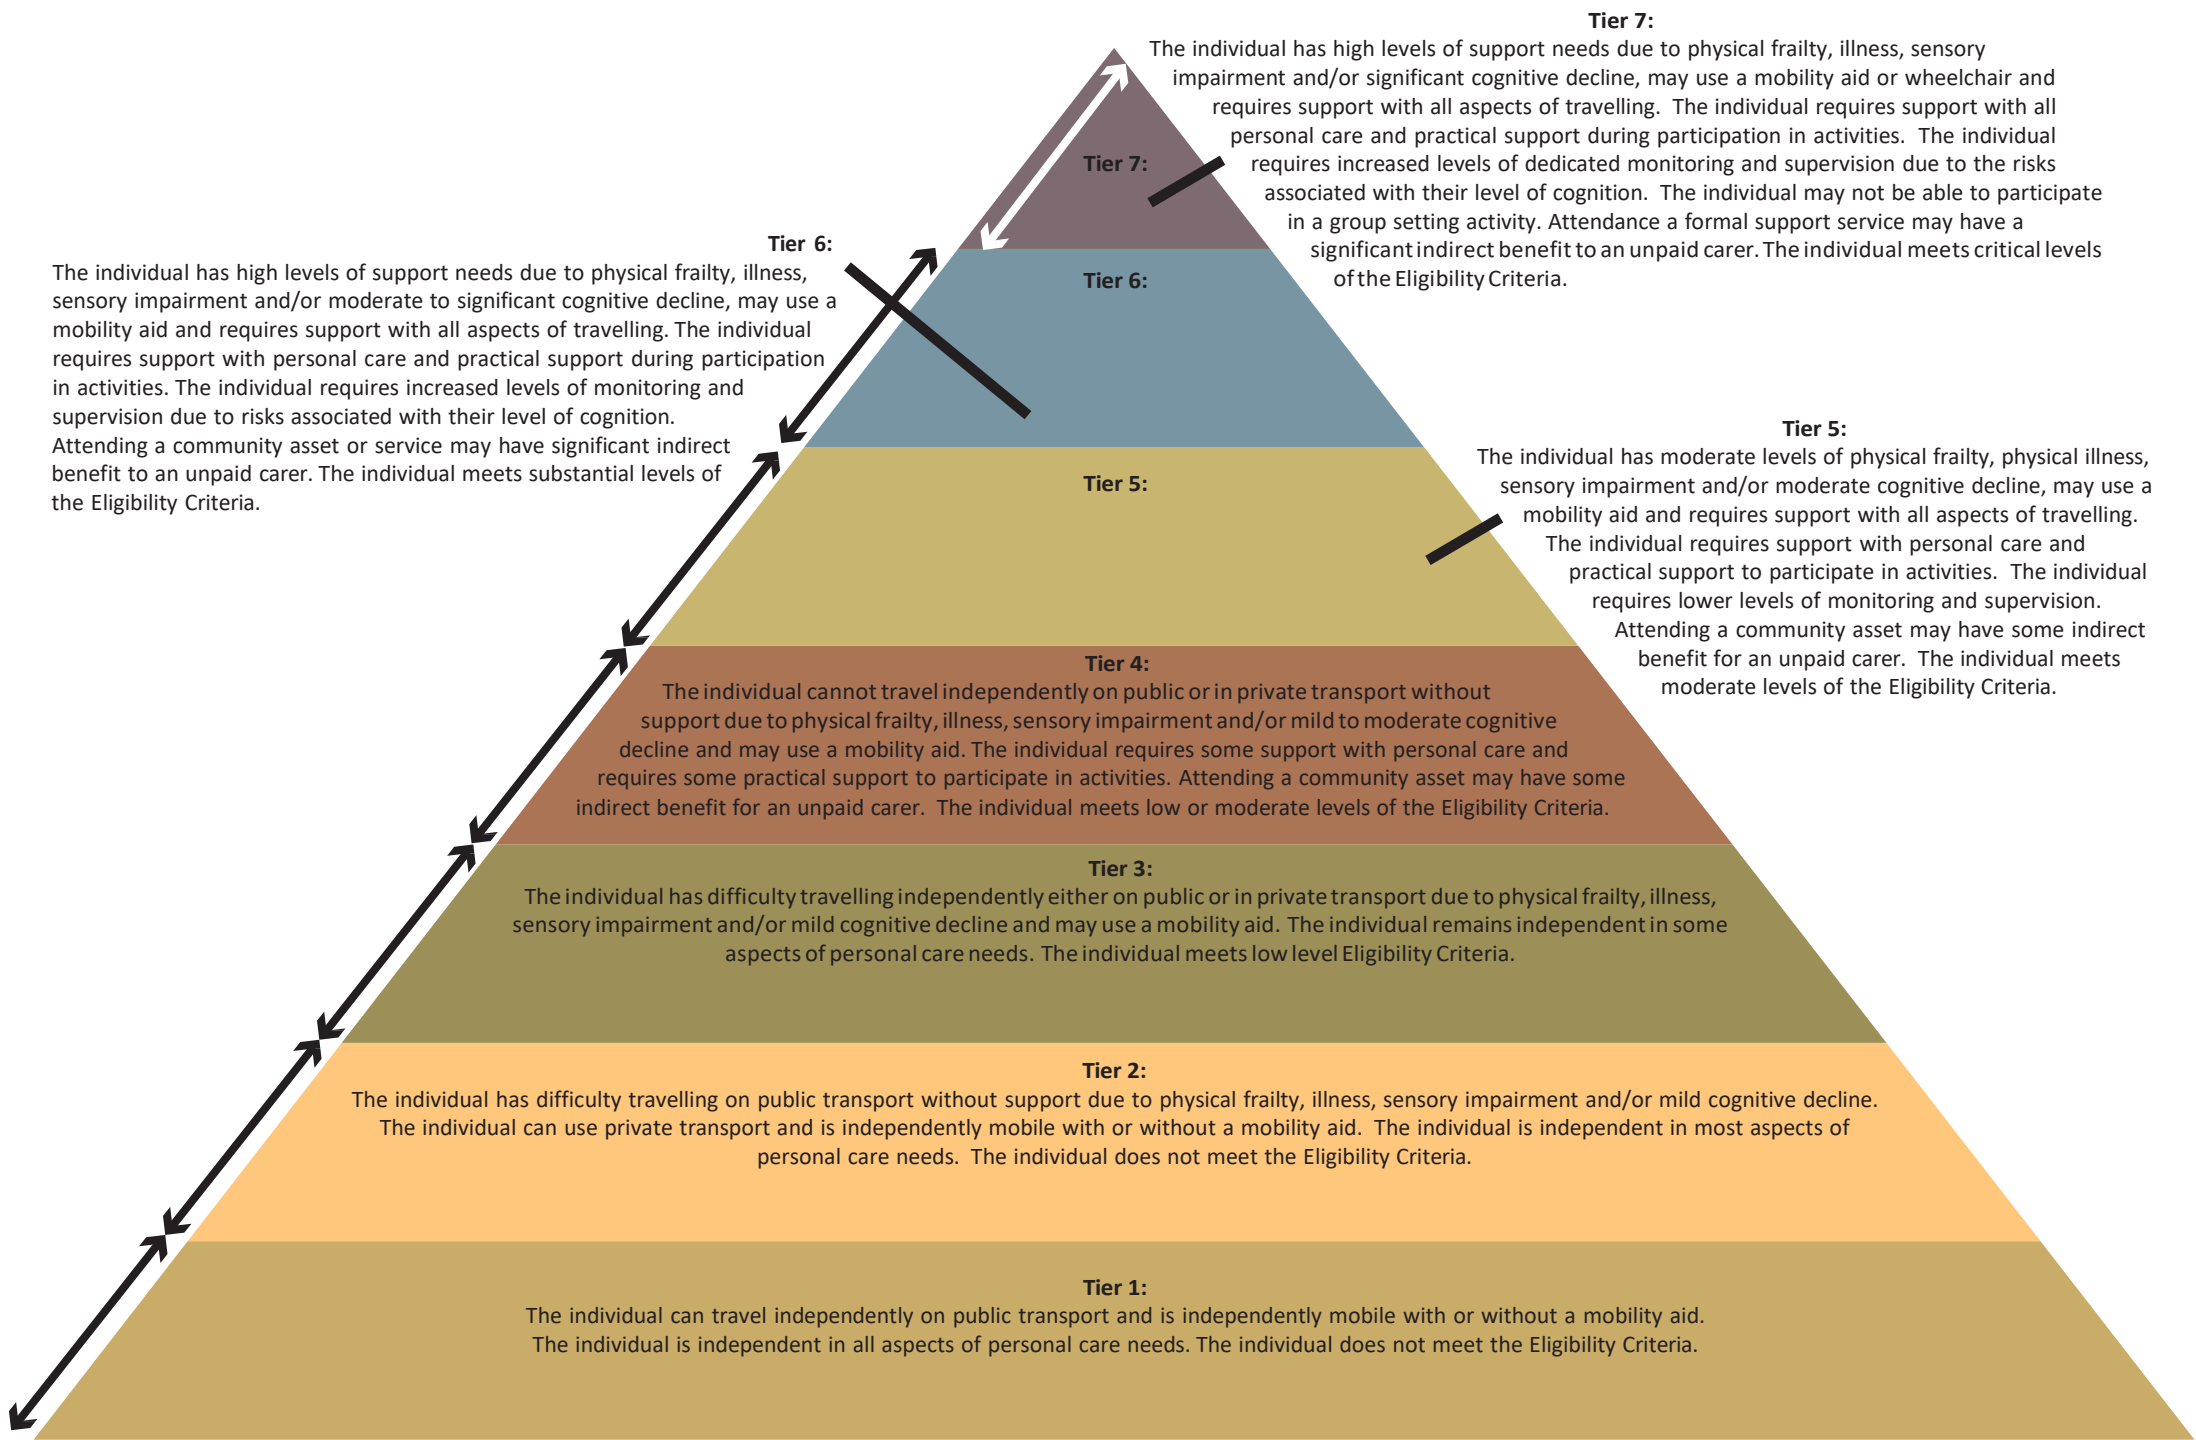 Tier 7:
The individual has high levels of support needs due to physical frailty, illness, sensory
impairment and/or significant cognitive decline, may use a mobility aid or wheelchair and
requires support with all aspects of travelling. The individual requires support with all
personal care and practical support during participation in activities. The individual
requires increased levels of dedicated monitoring and supervision due to the risks
associated with their level of cognition. The individual may not be able to participate
in a group setting activity. Attendance a formal support service may have a
significant indirect benefit to an unpaid carer. The individual meets critical levels
of the Eligibility Criteria.
Tier 7:
Tier 6:
The individual has high levels of support needs due to physical frailty, illness,
sensory impairment and/or moderate to significant cognitive decline, may use a
mobility aid and requires support with all aspects of travelling. The individual
requires support with personal care and practical support during participation
in activities. The individual requires increased levels of monitoring and
supervision due to risks associated with their level of cognition.
Attending a community asset or service may have significant indirect
benefit to an unpaid carer. The individual meets substantial levels of
the Eligibility Criteria.
Tier 6:
Tier 5:
The individual has moderate levels of physical frailty, physical illness,
sensory impairment and/or moderate cognitive decline, may use a
mobility aid and requires support with all aspects of travelling.
The individual requires support with personal care and
practical support to participate in activities. The individual
requires lower levels of monitoring and supervision.
Attending a community asset may have some indirect
benefit for an unpaid carer. The individual meets
moderate levels of the Eligibility Criteria.
Tier 5:
Tier 4:
The individual cannot travel independently on public or in private transport without
support due to physical frailty, illness, sensory impairment and/or mild to moderate cognitive
decline and may use a mobility aid. The individual requires some support with personal care and
requires some practical support to participate in activities. Attending a community asset may have some
indirect benefit for an unpaid carer. The individual meets low or moderate levels of the Eligibility Criteria.
Tier 3:
The individual has difficulty travelling independently either on public or in private transport due to physical frailty, illness,
sensory impairment and/or mild cognitive decline and may use a mobility aid. The individual remains independent in some
aspects of personal care needs. The individual meets low level Eligibility Criteria.
Tier 2:
The individual has difficulty travelling on public transport without support due to physical frailty, illness, sensory impairment and/or mild cognitive decline.
The individual can use private transport and is independently mobile with or without a mobility aid. The individual is independent in most aspects of
personal care needs. The individual does not meet the Eligibility Criteria.
Tier 1:
The individual can travel independently on public transport and is independently mobile with or without a mobility aid.
The individual is independent in all aspects of personal care needs. The individual does not meet the Eligibility Criteria.